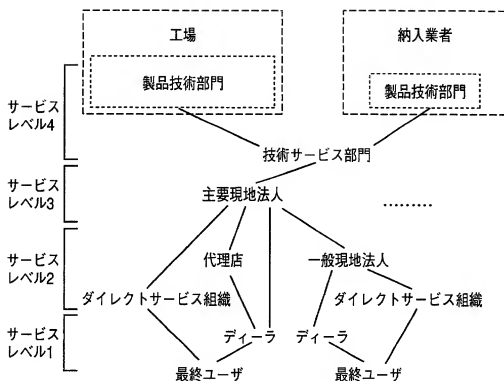 工場
納入業者
製品技術部門
製品技術部門
サービス
レベル4
技術サービス部門
サービス
レベル3
主要現地法人
………
サービス
レベル2
代理店
一般現地法人
ダイレクトサービス組織
ダイレクトサービス組織
サービス
レベル1
ディーラ
ディーラ
最終ユーザ
最終ユーザ